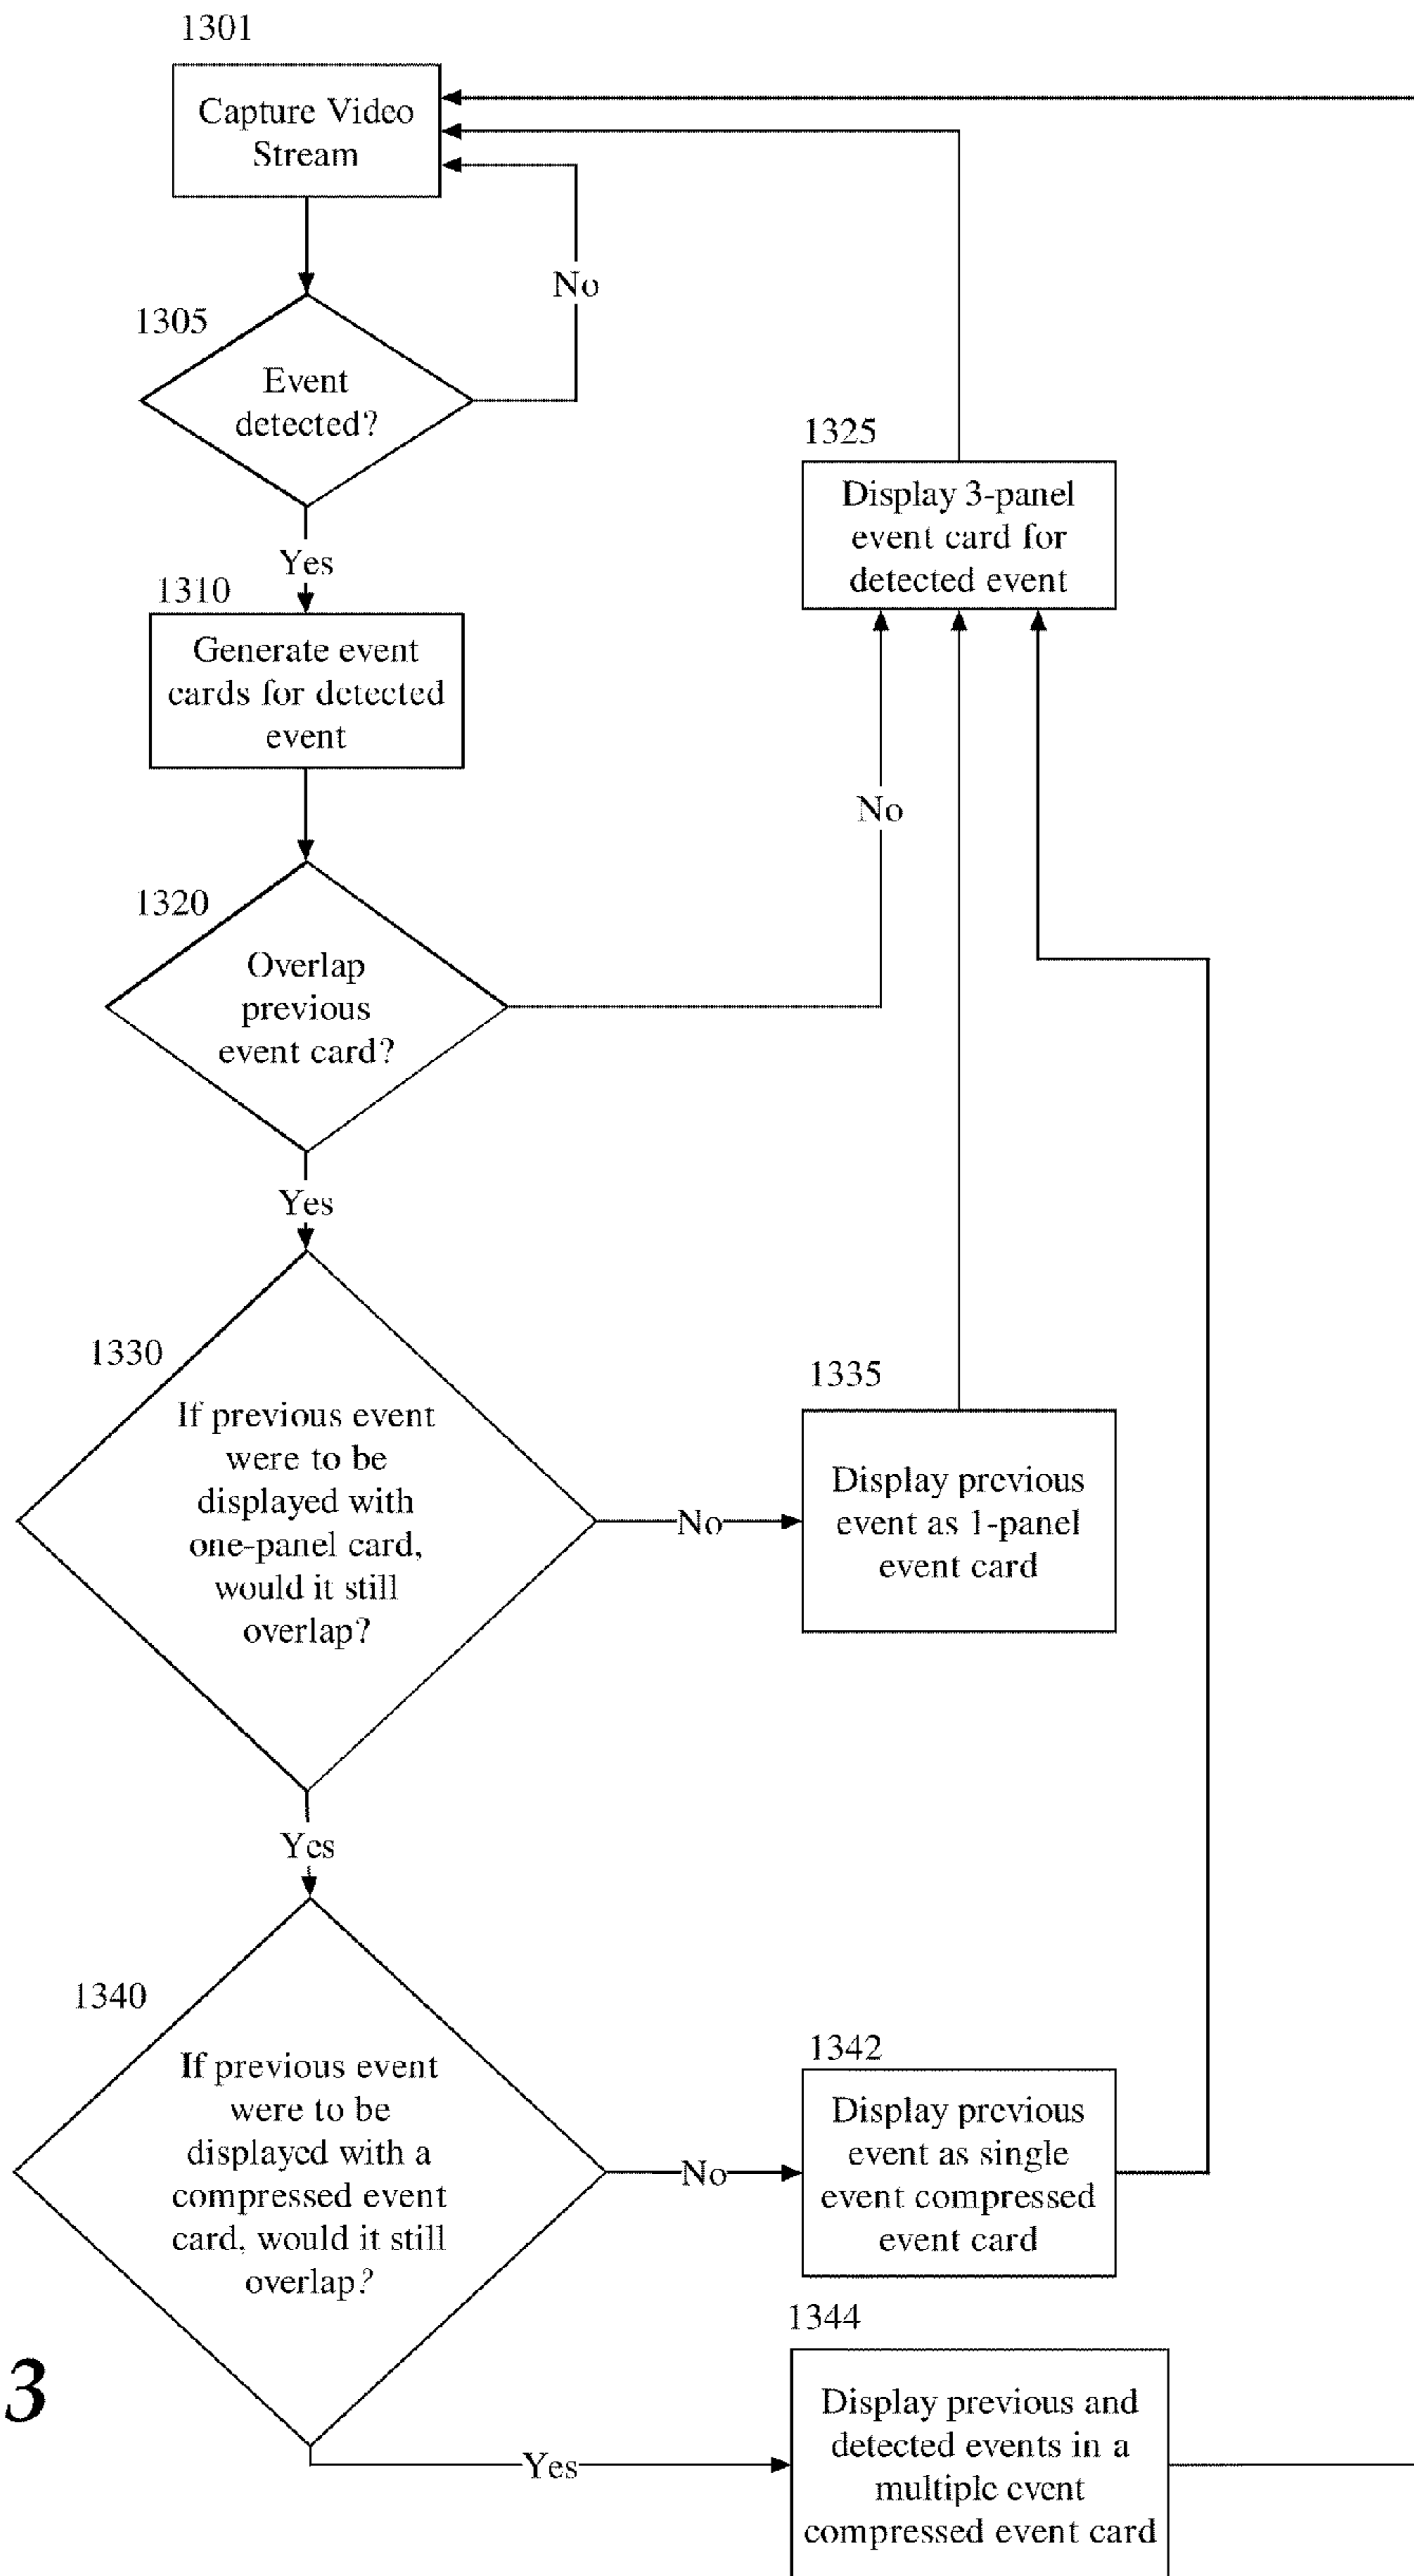 1301
Capture Video
Stream
No
1305
Event
detected?
Yes
1310
Generate event
cards for detected
event
1325
Display 3-panel
event card for
detected event
No
1320
Overlap
previous
event card?
Yes
1330
If previous event
were to be
displayed with
one-panel card,
would it still
overlap?
No
1335
Display previous
event as 1-panel
event card
Yes
1340
If previous event
were to be
displayed with a
compressed event
card, would it still
overlap?
No
1342
Display previous
event as single
event compressed
event card
3
Yes
1344
Display previous and
detected events in a
multiple event
compressed event card